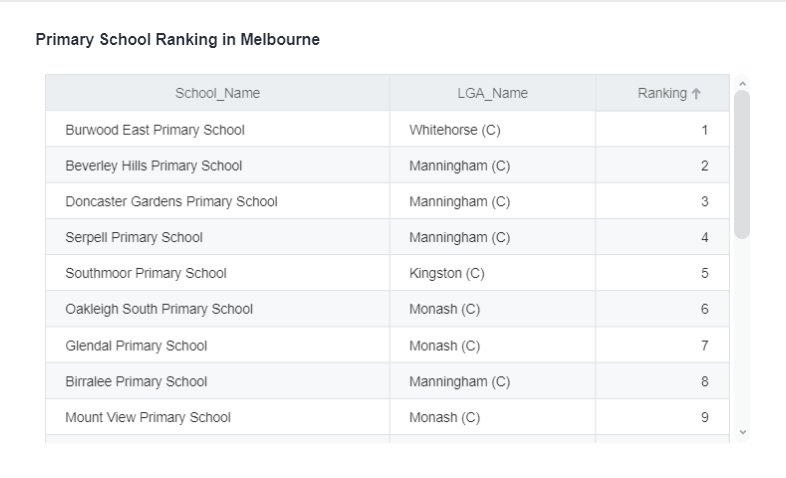 Primary School Ranking in Melbourne
School_Name LGA_Name Ranking ↑
Burwood East Primary School Whitehorse (C) 1
Beverley Hills Primary School Manningham (C) 2
Doncaster Gardens Primary School Manningham (C) 3
Serpell Primary School Manningham (C) 4
Southmoor Primary School Kingston (C) 5
Oakleigh South Primary School Monash (C) 6
Glendal Primary School Monash (C) 7
Birralee Primary School Manningham (C) 8
Mount View Primary School Monash (C) 9